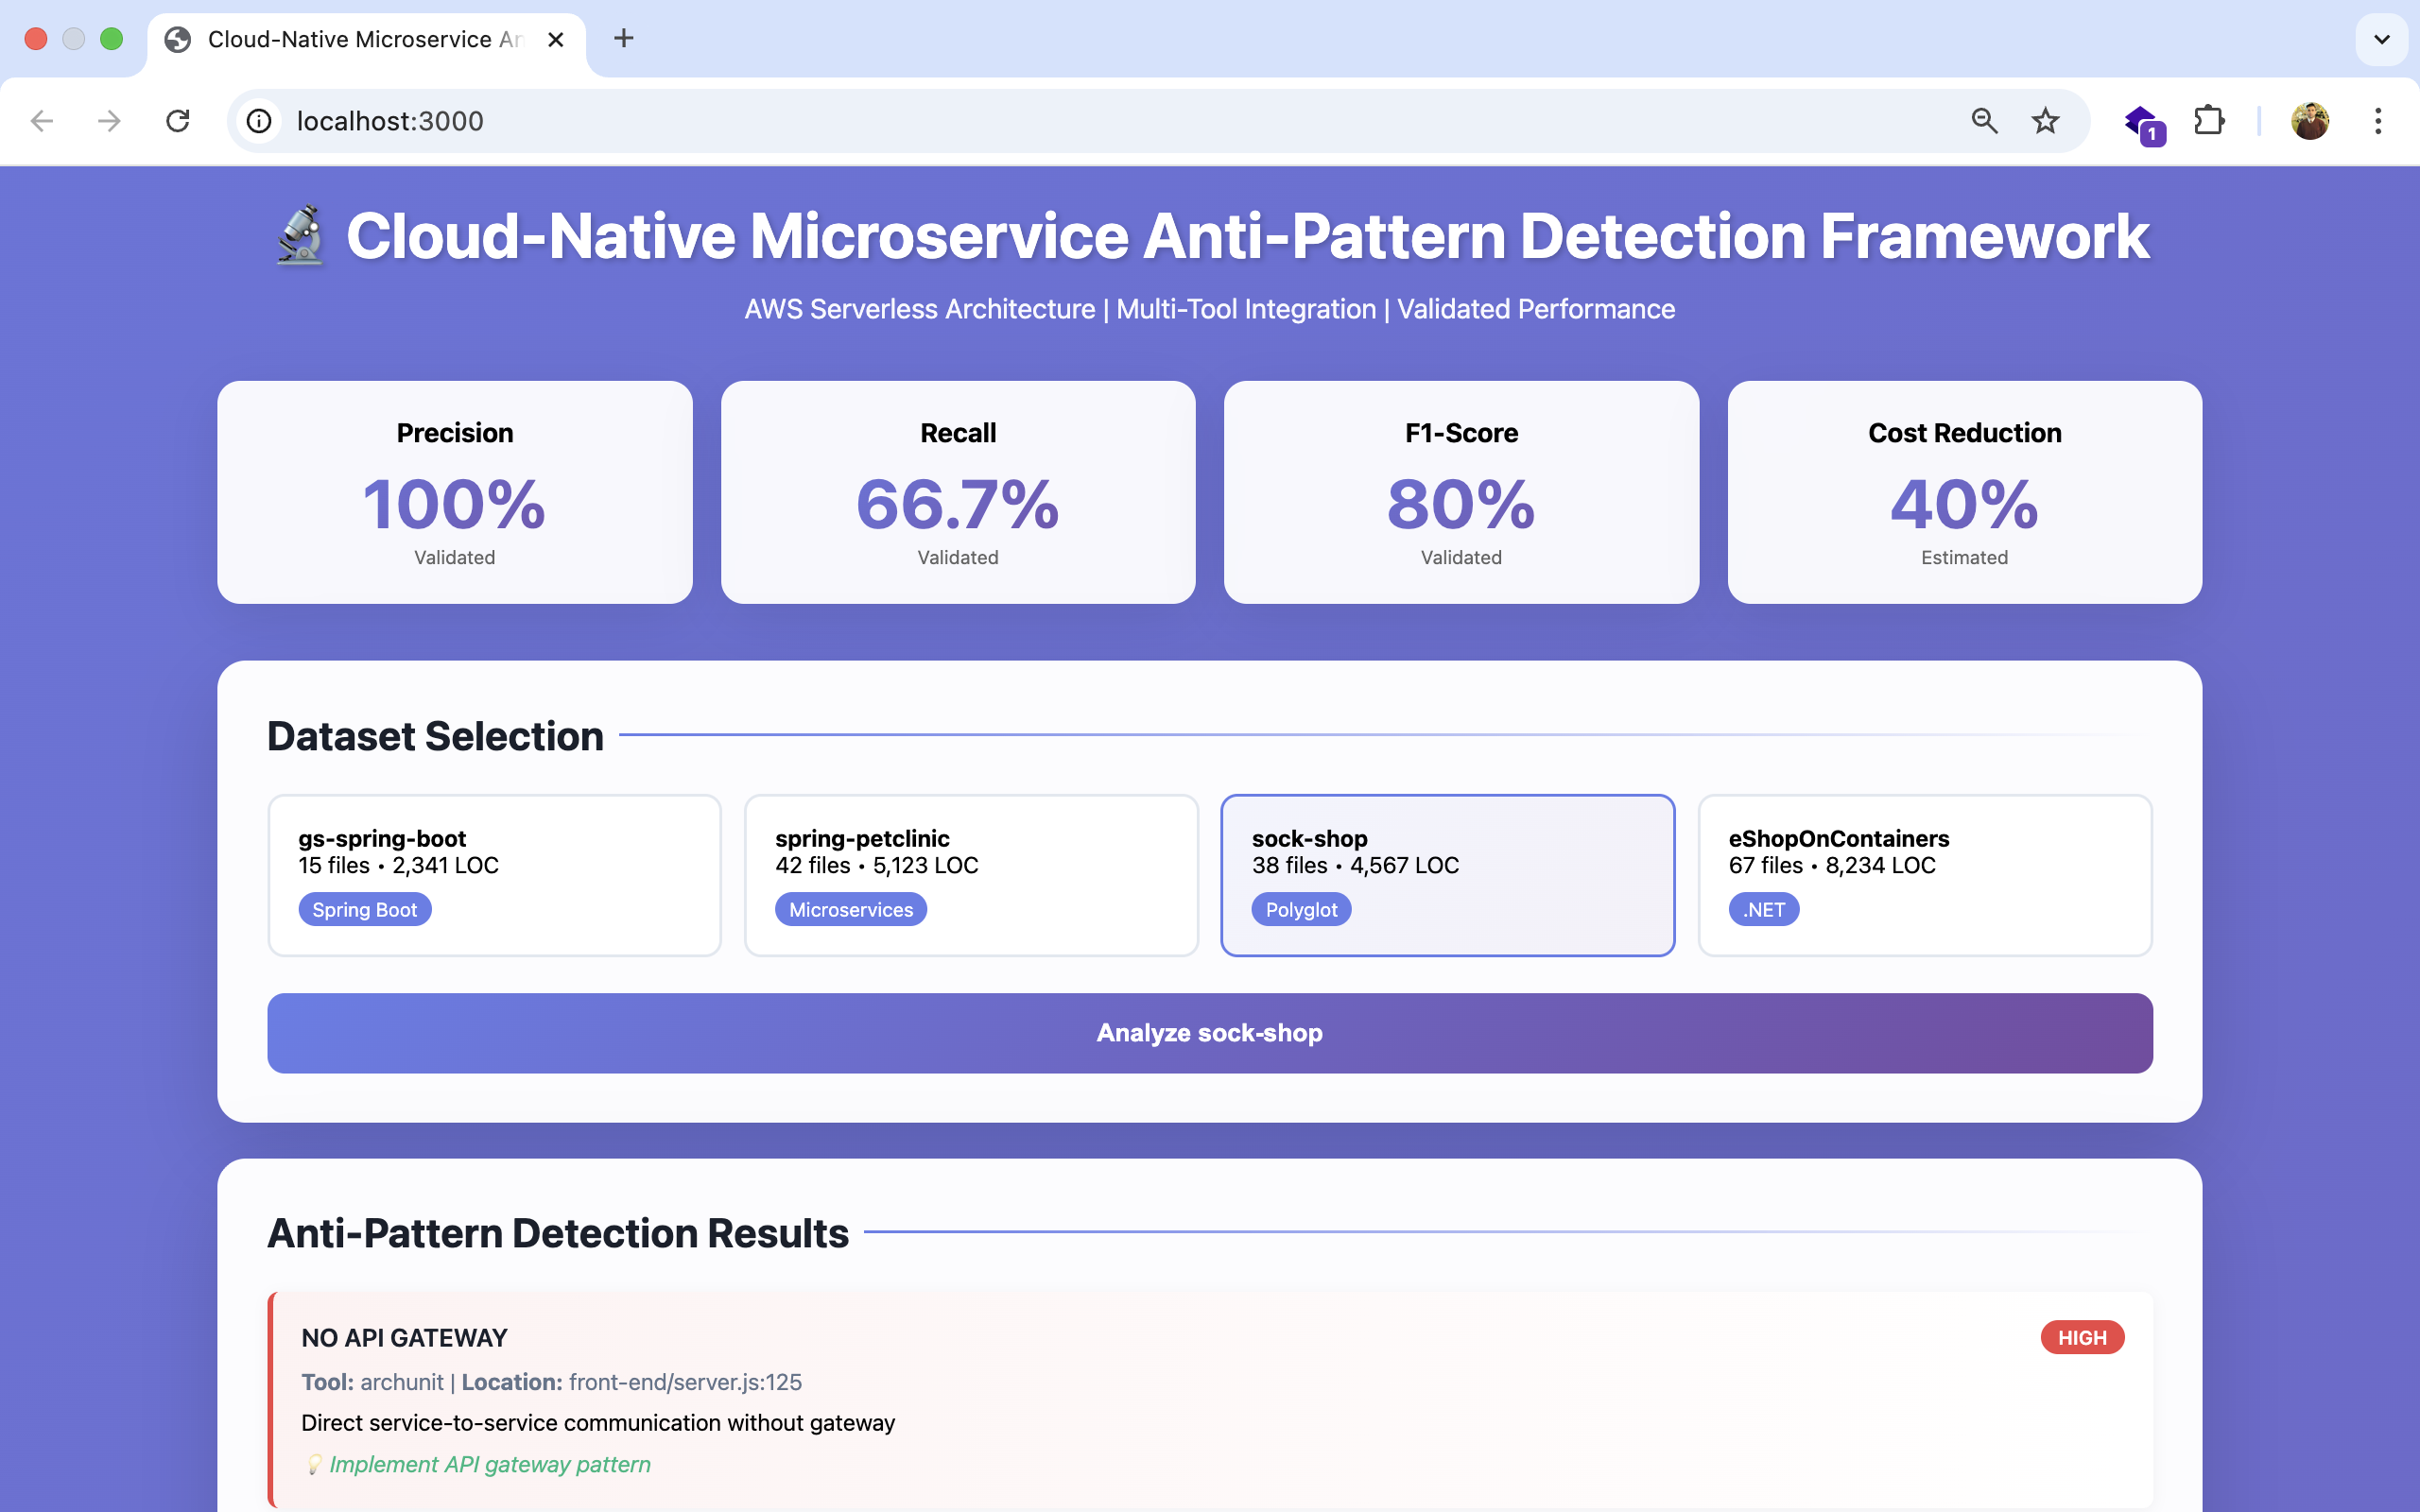 Cloud-Native Microservice An
localhost:3000
1
Cloud-Native Microservice Anti-Pattern Detection Framework
AWS Serverless Architecture | Multi-Tool Integration | Validated Performance
Precision
100%
Validated
Recall
66.7%
Validated
F1-Score
80%
Validated
Cost Reduction
40%
Estimated
Dataset Selection
gs-spring-boot
15 files • 2,341 LOC
Spring Boot
spring-petclinic
42 files • 5,123 LOC
Microservices
sock-shop
38 files • 4,567 LOC
Polyglot
eShopOnContainers
67 files • 8,234 LOC
.NET
Analyze sock-shop
Anti-Pattern Detection Results
NO API GATEWAY
HIGH
Tool: archunit | Location: front-end/server.js:125
Direct service-to-service communication without gateway
Implement API gateway pattern